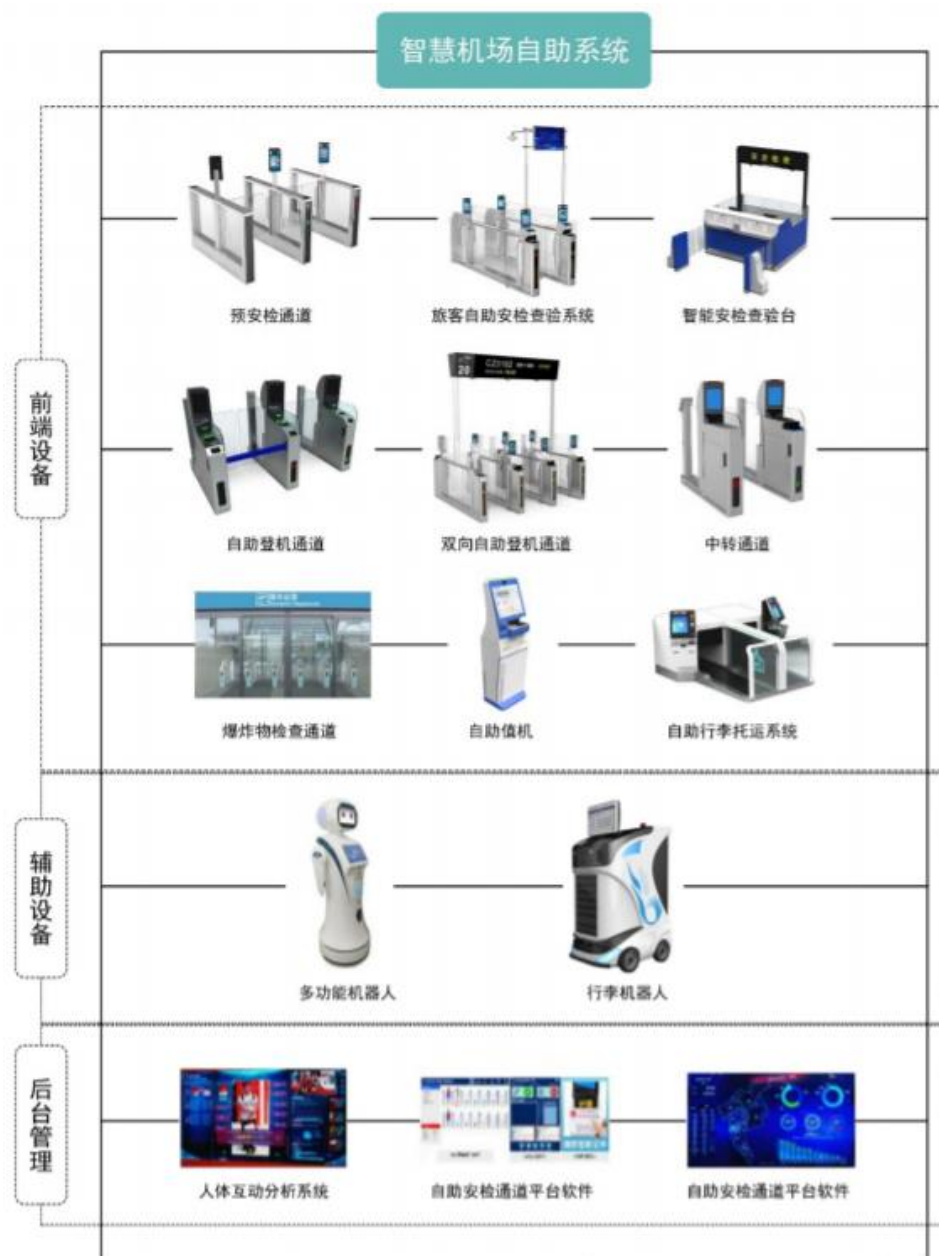 智慧机场自助系统
预安检通道
旅客自助安检查验系统
智能安检查验台
前端设备
20
CZ3102
自助登机通道
双向自助登机通道
中转通道
爆炸物检查通道
自助值机
自助行李托运系统
辅助设备
多功能机器人
行李机器人
后台管理
人体互动分析系统
自助安检通道平台软件
自助安检通道平台软件